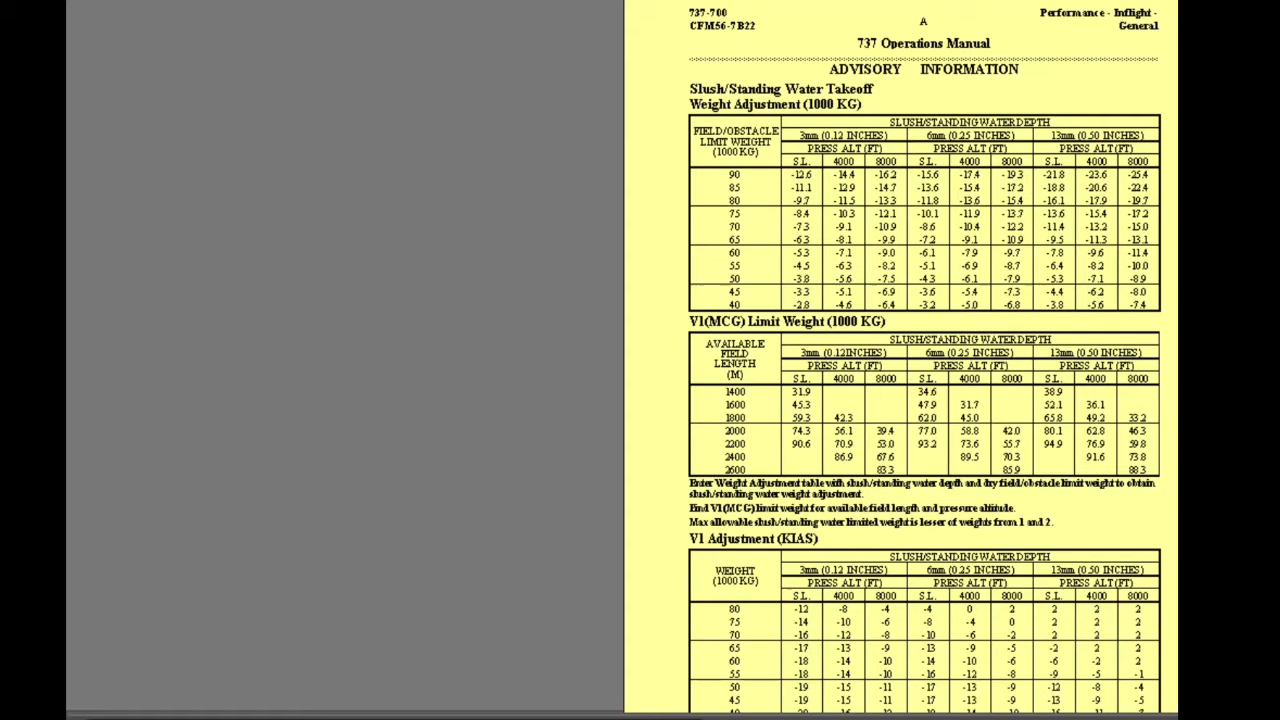 737-700
Performance - Inflight -
CFM56-7B22
A
General
737 Operations Manual
ADVISORY INFORMATION
Slush/Standing Water Takeoff
Weight Adjustment (1000 KG)
FIELD/OBSTACLE LIMIT WEIGHT (1000 KG)
SLUSH/STANDING WATER DEPTH
3mm (0.12 INCHES) 6mm (0.25 INCHES) 13mm (0.50 INCHES)
PRESS ALT (FT) PRESS ALT (FT) PRESS ALT (FT)
S.L. 4000 8000 S.L. 4000 8000 S.L. 4000 8000
90 -12.6 -14.4 -16.2 -15.6 -17.4 -19.3 -21.8 -23.6 -25.4
85 -11.1 -12.9 -14.7 -13.6 -15.4 -17.2 -18.8 -20.6 -22.4
80 -9.7 -11.5 -13.3 -11.8 -13.6 -15.4 -16.1 -17.9 -19.7
75 -8.4 -10.3 -12.1 -10.1 -11.9 -13.7 -13.6 -15.4 -17.2
70 -7.3 -9.1 -10.9 -8.6 -10.4 -12.2 -11.4 -13.2 -15.0
65 -6.3 -8.1 -9.9 -7.2 -9.1 -10.9 -9.5 -11.3 -13.1
60 -5.3 -7.1 -9.0 -6.1 -7.9 -9.7 -7.8 -9.6 -11.4
55 -4.5 -6.3 -8.2 -5.1 -6.9 -8.7 -6.4 -8.2 -10.0
50 -3.8 -5.6 -7.5 -4.3 -6.1 -7.9 -5.3 -7.1 -8.9
45 -3.3 -5.1 -6.9 -3.6 -5.4 -7.3 -4.4 -6.2 -8.0
40 -2.8 -4.6 -6.4 -3.2 -5.0 -6.8 -3.8 -5.6 -7.4
V1(MCG) Limit Weight (1000 KG)
AVAILABLE FIELD LENGTH (M)
SLUSH/STANDING WATER DEPTH
3mm (0.12 INCHES) 6mm (0.25 INCHES) 13mm (0.50 INCHES)
PRESS ALT (FT) PRESS ALT (FT) PRESS ALT (FT)
S.L. 4000 8000 S.L. 4000 8000 S.L. 4000 8000
1400 31.9 34.6 38.9
1600 45.3 47.9 31.7 52.1 36.1
1800 59.3 42.3 62.0 45.0 65.8 49.2 33.2
2000 74.3 56.1 39.4 77.0 58.8 42.0 80.1 62.8 46.3
2200 90.6 70.9 53.0 93.2 73.6 55.7 94.9 76.9 59.8
2400 86.9 67.6 89.5 70.3 91.6 73.8
2600 83.3 85.9 88.3
Enter Weight Adjustment table with slush/standing water depth and dry field/obstacle limit weight to obtain
slush/standing water weight adjustment.
Find V1(MCG) limit weight for available field length and pressure altitude.
Max allowable slush/standing water limited weight is lesser of weights from 1 and 2.
V1 Adjustment (KIAS)
WEIGHT (1000 KG)
SLUSH/STANDING WATER DEPTH
3mm (0.12 INCHES) 6mm (0.25 INCHES) 13mm (0.50 INCHES)
PRESS ALT (FT) PRESS ALT (FT) PRESS ALT (FT)
S.L. 4000 8000 S.L. 4000 8000 S.L. 4000 8000
80 -12 -8 -4 -4 0 2 2 2 2
75 -14 -10 -6 -8 -4 0 2 2 2
70 -16 -12 -8 -10 -6 -2 2 2 2
65 -17 -13 -9 -13 -9 -5 -2 2 2
60 -18 -14 -10 -14 -10 -6 -6 -2 2
55 -18 -14 -10 -16 -12 -8 -9 -5 -1
50 -19 -15 -11 -17 -13 -9 -12 -8 -4
45 -19 -15 -11 -17 -13 -9 -13 -9 -5